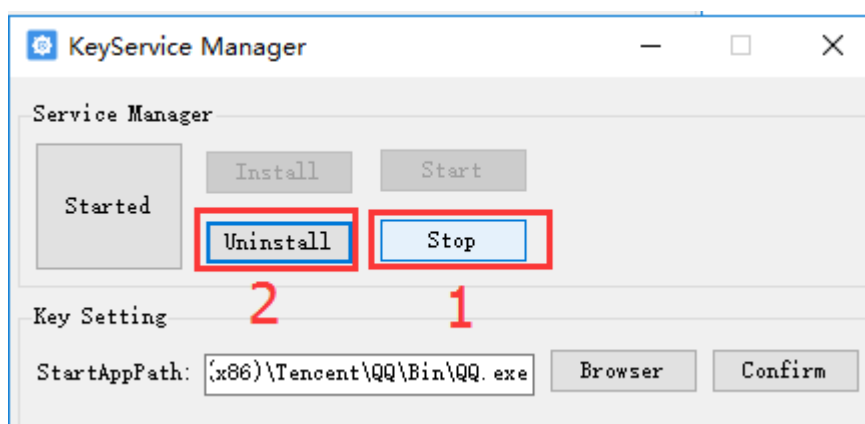 KeyService Manager
Service Manager
Started
Install
Start
Uninstall
Stop
2
1
Key Setting
StartAppPath: (x86)\Tencent\QQ\Bin\QQ.exe Browser Confirm